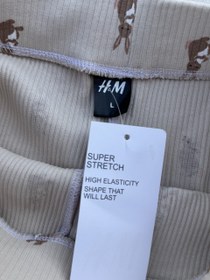 H&M
L
SUPER
STRETCH
HIGH ELASTICITY
SHAPE THAT
WILL LAST